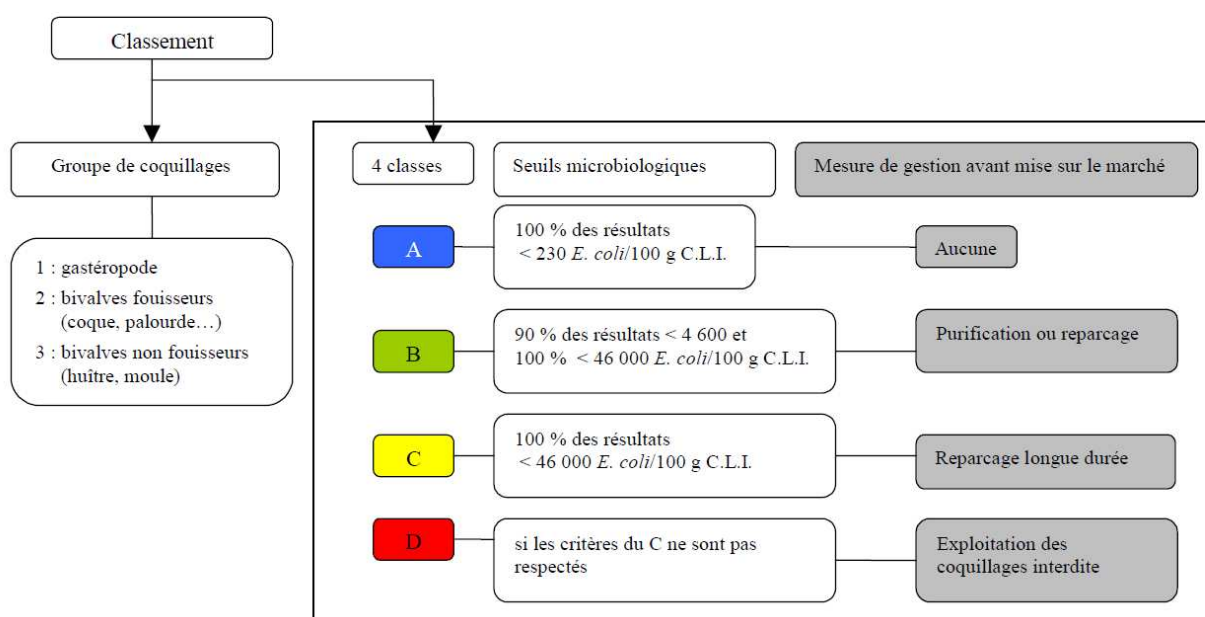 Classement
Groupe de coquillages
1 : gastéropode
2 : bivalves fouisseurs
(coque, palourde…)
3 : bivalves non fouisseurs
(huître, moule)
4 classes
Seuils microbiologiques
Mesure de gestion avant mise sur le marché
A
100 % des résultats
< 230 E. coli/100 g C.L.I.
Aucune
B
90 % des résultats < 4 600 et
100 % < 46 000 E. coli/100 g C.L.I.
Purification ou reparcage
C
100 % des résultats
< 46 000 E. coli/100 g C.L.I.
Reparcage longue durée
D
si les critères du C ne sont pas
respectés
Exploitation des
coquillages interdite